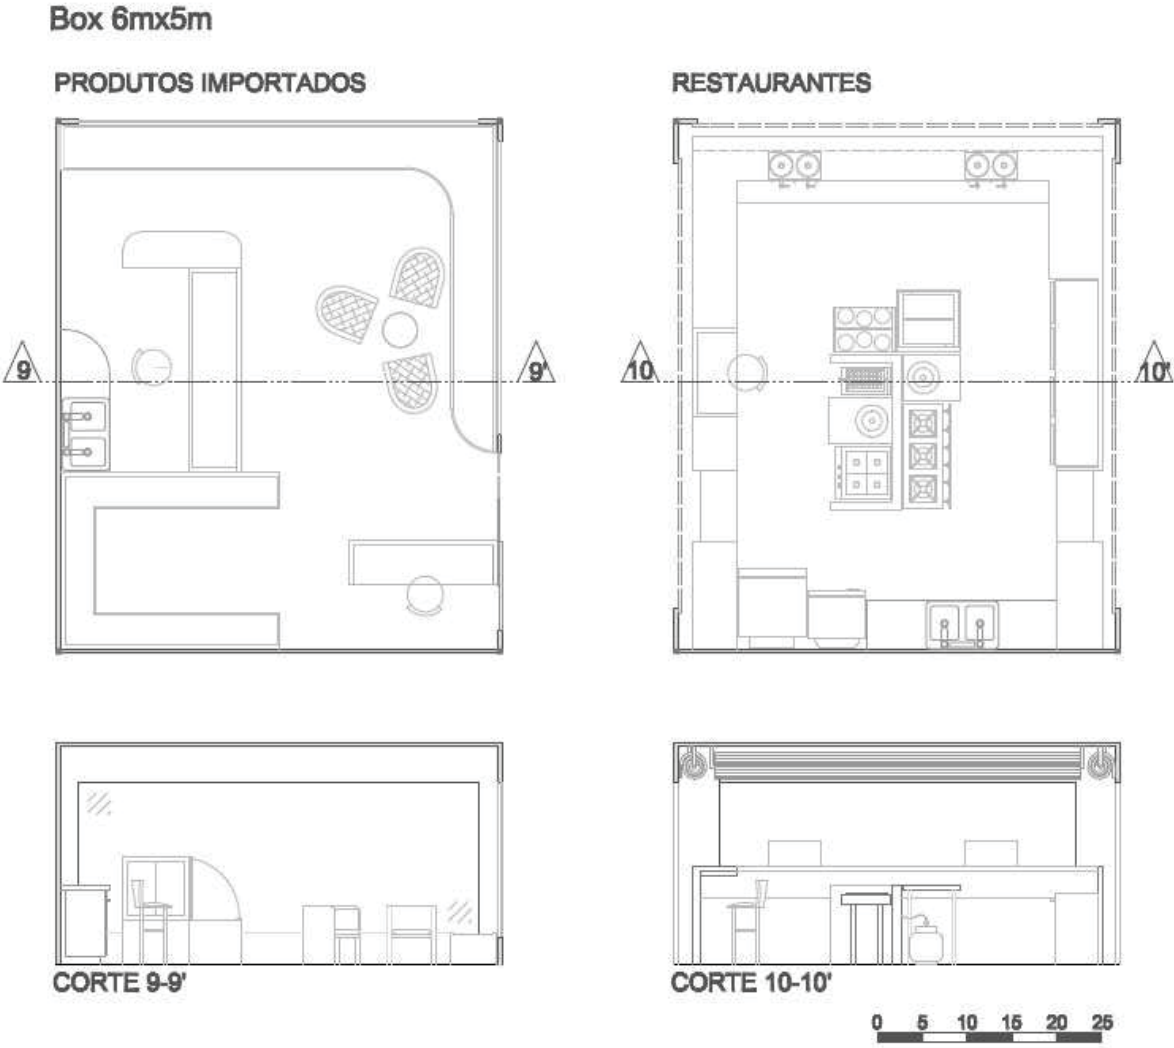 Box 6mx5m
PRODUTOS IMPORTADOS
RESTAURANTES
9 9' 10 10'
CORTE 9-9'
CORTE 10-10'
0 5 10 15 20 25